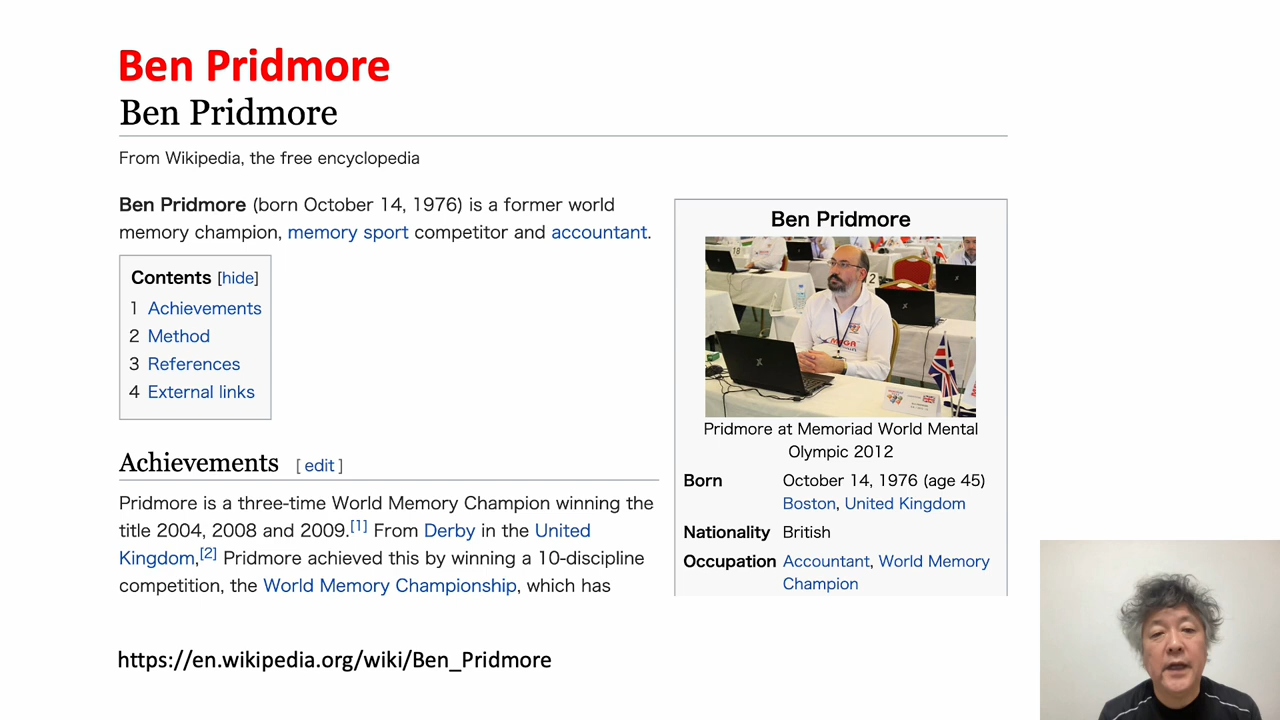 Ben Pridmore
Ben Pridmore
From Wikipedia, the free encyclopedia
Ben Pridmore (born October 14, 1976) is a former world
memory champion, memory sport competitor and accountant.
Contents [hide]
1 Achievements
2 Method
3 References
4 External links
Achievements [ edit ]
Pridmore is a three-time World Memory Champion winning the
title 2004, 2008 and 2009.[1] From Derby in the United
Kingdom,[2] Pridmore achieved this by winning a 10-discipline
competition, the World Memory Championship, which has
Ben Pridmore
18
2
Pridmore at Memoriad World Mental
Olympic 2012
Born October 14, 1976 (age 45)
Boston, United Kingdom
Nationality British
Occupation Accountant, World Memory
Champion
https://en.wikipedia.org/wiki/Ben_Pridmore